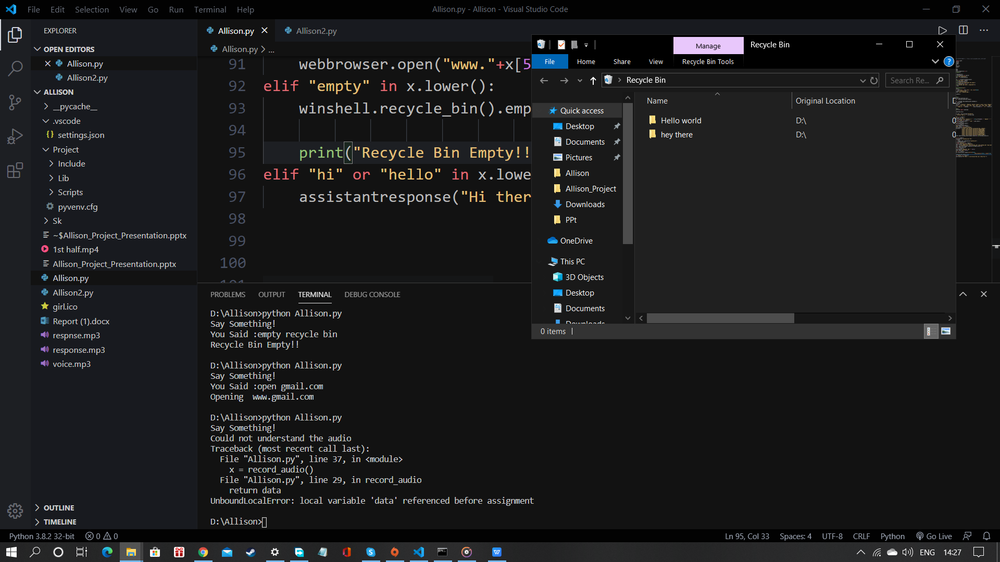 File Edit Selection View Go Run Terminal Help
Allison.py - Allison - Visual Studio Code
EXPLORER
OPEN EDITORS
Allison.py
Allison2.py
ALLISON
__pycache__
.vscode
{} settings.json
Project
Include
Lib
Scripts
pyvenv.cfg
Sk
~$Allison_Project_Presentation.pptx
1st half.mp4
Allison_Project_Presentation.pptx
Allison.py
Allison2.py
girl.ico
Report (1).docx
respnse.mp3
response.mp3
voice.mp3
OUTLINE
TIMELINE
Allison.py Allison2.py
Allison.py > ...
91 webbrowser.open("www."+x[5
92 elif "empty" in x.lower():
93 winshell.recycle_bin().emp
94
95 print("Recycle Bin Empty!!
96 elif "hi" or "hello" in x.lowe
97 assistantresponse("Hi ther
98
99
100
101
PROBLEMS OUTPUT TERMINAL DEBUG CONSOLE
D:\Allison>python Allison.py
Say Something!
You Said :empty recycle bin
Recycle Bin Empty!!
D:\Allison>python Allison.py
Say Something!
You Said :open gmail.com
Opening  www.gmail.com
D:\Allison>python Allison.py
Say Something!
Could not understand the audio
Traceback (most recent call last):
File "Allison.py", line 37, in <module>
x = record_audio()
File "Allison.py", line 29, in record_audio
return data
UnboundLocalError: local variable 'data' referenced before assignment
D:\Allison>
Manage Recycle Bin
File Home Share View Recycle Bin Tools
Recycle Bin
Search Re...
Name Original Location D
Hello world D:\ 0
hey there D:\ 0
Quick access
Desktop
Documents
Pictures
Allison
Allison_Project
Downloads
PPt
OneDrive
This PC
3D Objects
Desktop
Documents
Downloads
0 items
Python 3.8.2 32-bit 0 0
Ln 95, Col 33 Spaces: 4 UTF-8 CRLF Python Go Live
ENG 14:27